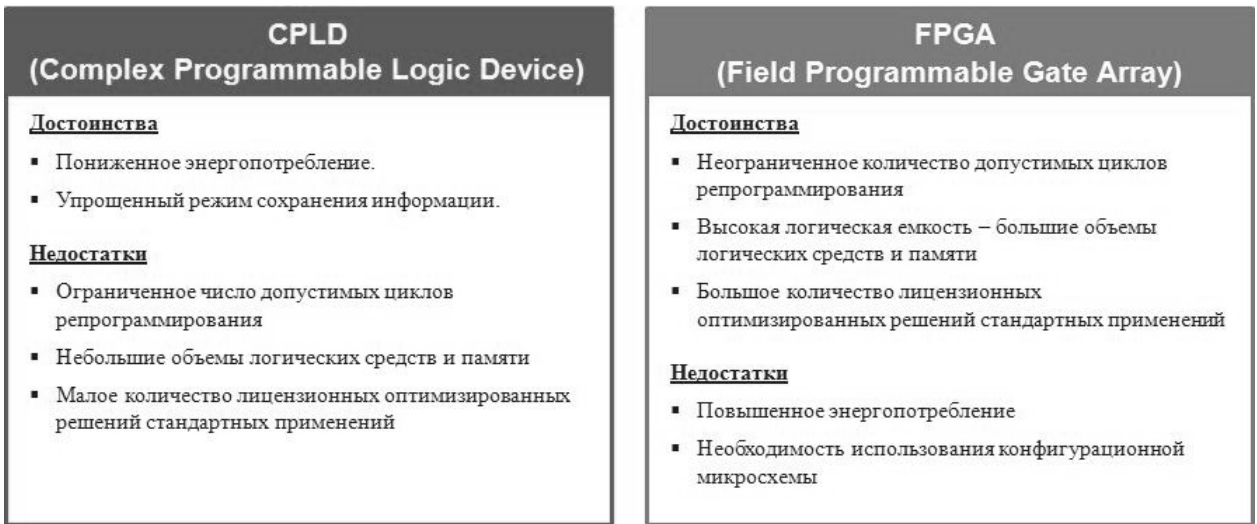 CPLD
(Complex Programmable Logic Device)
Достоинства
▪ Пониженное энергопотребление.
▪ Упрощенный режим сохранения информации.
Недостатки
▪ Ограниченное число допустимых циклов
репрограммирования
▪ Небольшие объемы логических средств и памяти
▪ Малое количество лицензионных оптимизированных
решений стандартных применений
FPGA
(Field Programmable Gate Array)
Достоинства
▪ Неограниченное количество допустимых циклов
репрограммирования
▪ Высокая логическая емкость – большие объемы
логических средств и памяти
▪ Большое количество лицензионных
оптимизированных решений стандартных применений
Недостатки
▪ Повышенное энергопотребление
▪ Необходимость использования конфигурационной
микросхемы